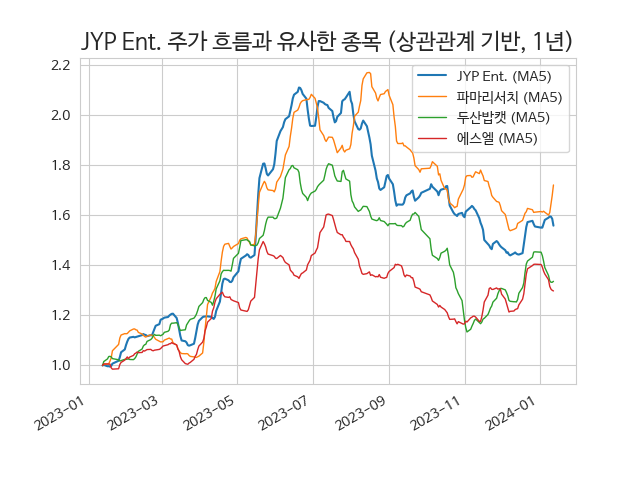 JYP Ent. 주가 흐름과 유사한 종목 (상관관계 기반, 1년)
JYP Ent. (MA5)
파마리서치 (MA5)
두산밥캣 (MA5)
에스엘 (MA5)
2.2
2.0
1.8
1.6
1.4
1.2
1.0
2023-01
2023-03
2023-05
2023-07
2023-09
2023-11
2024-01